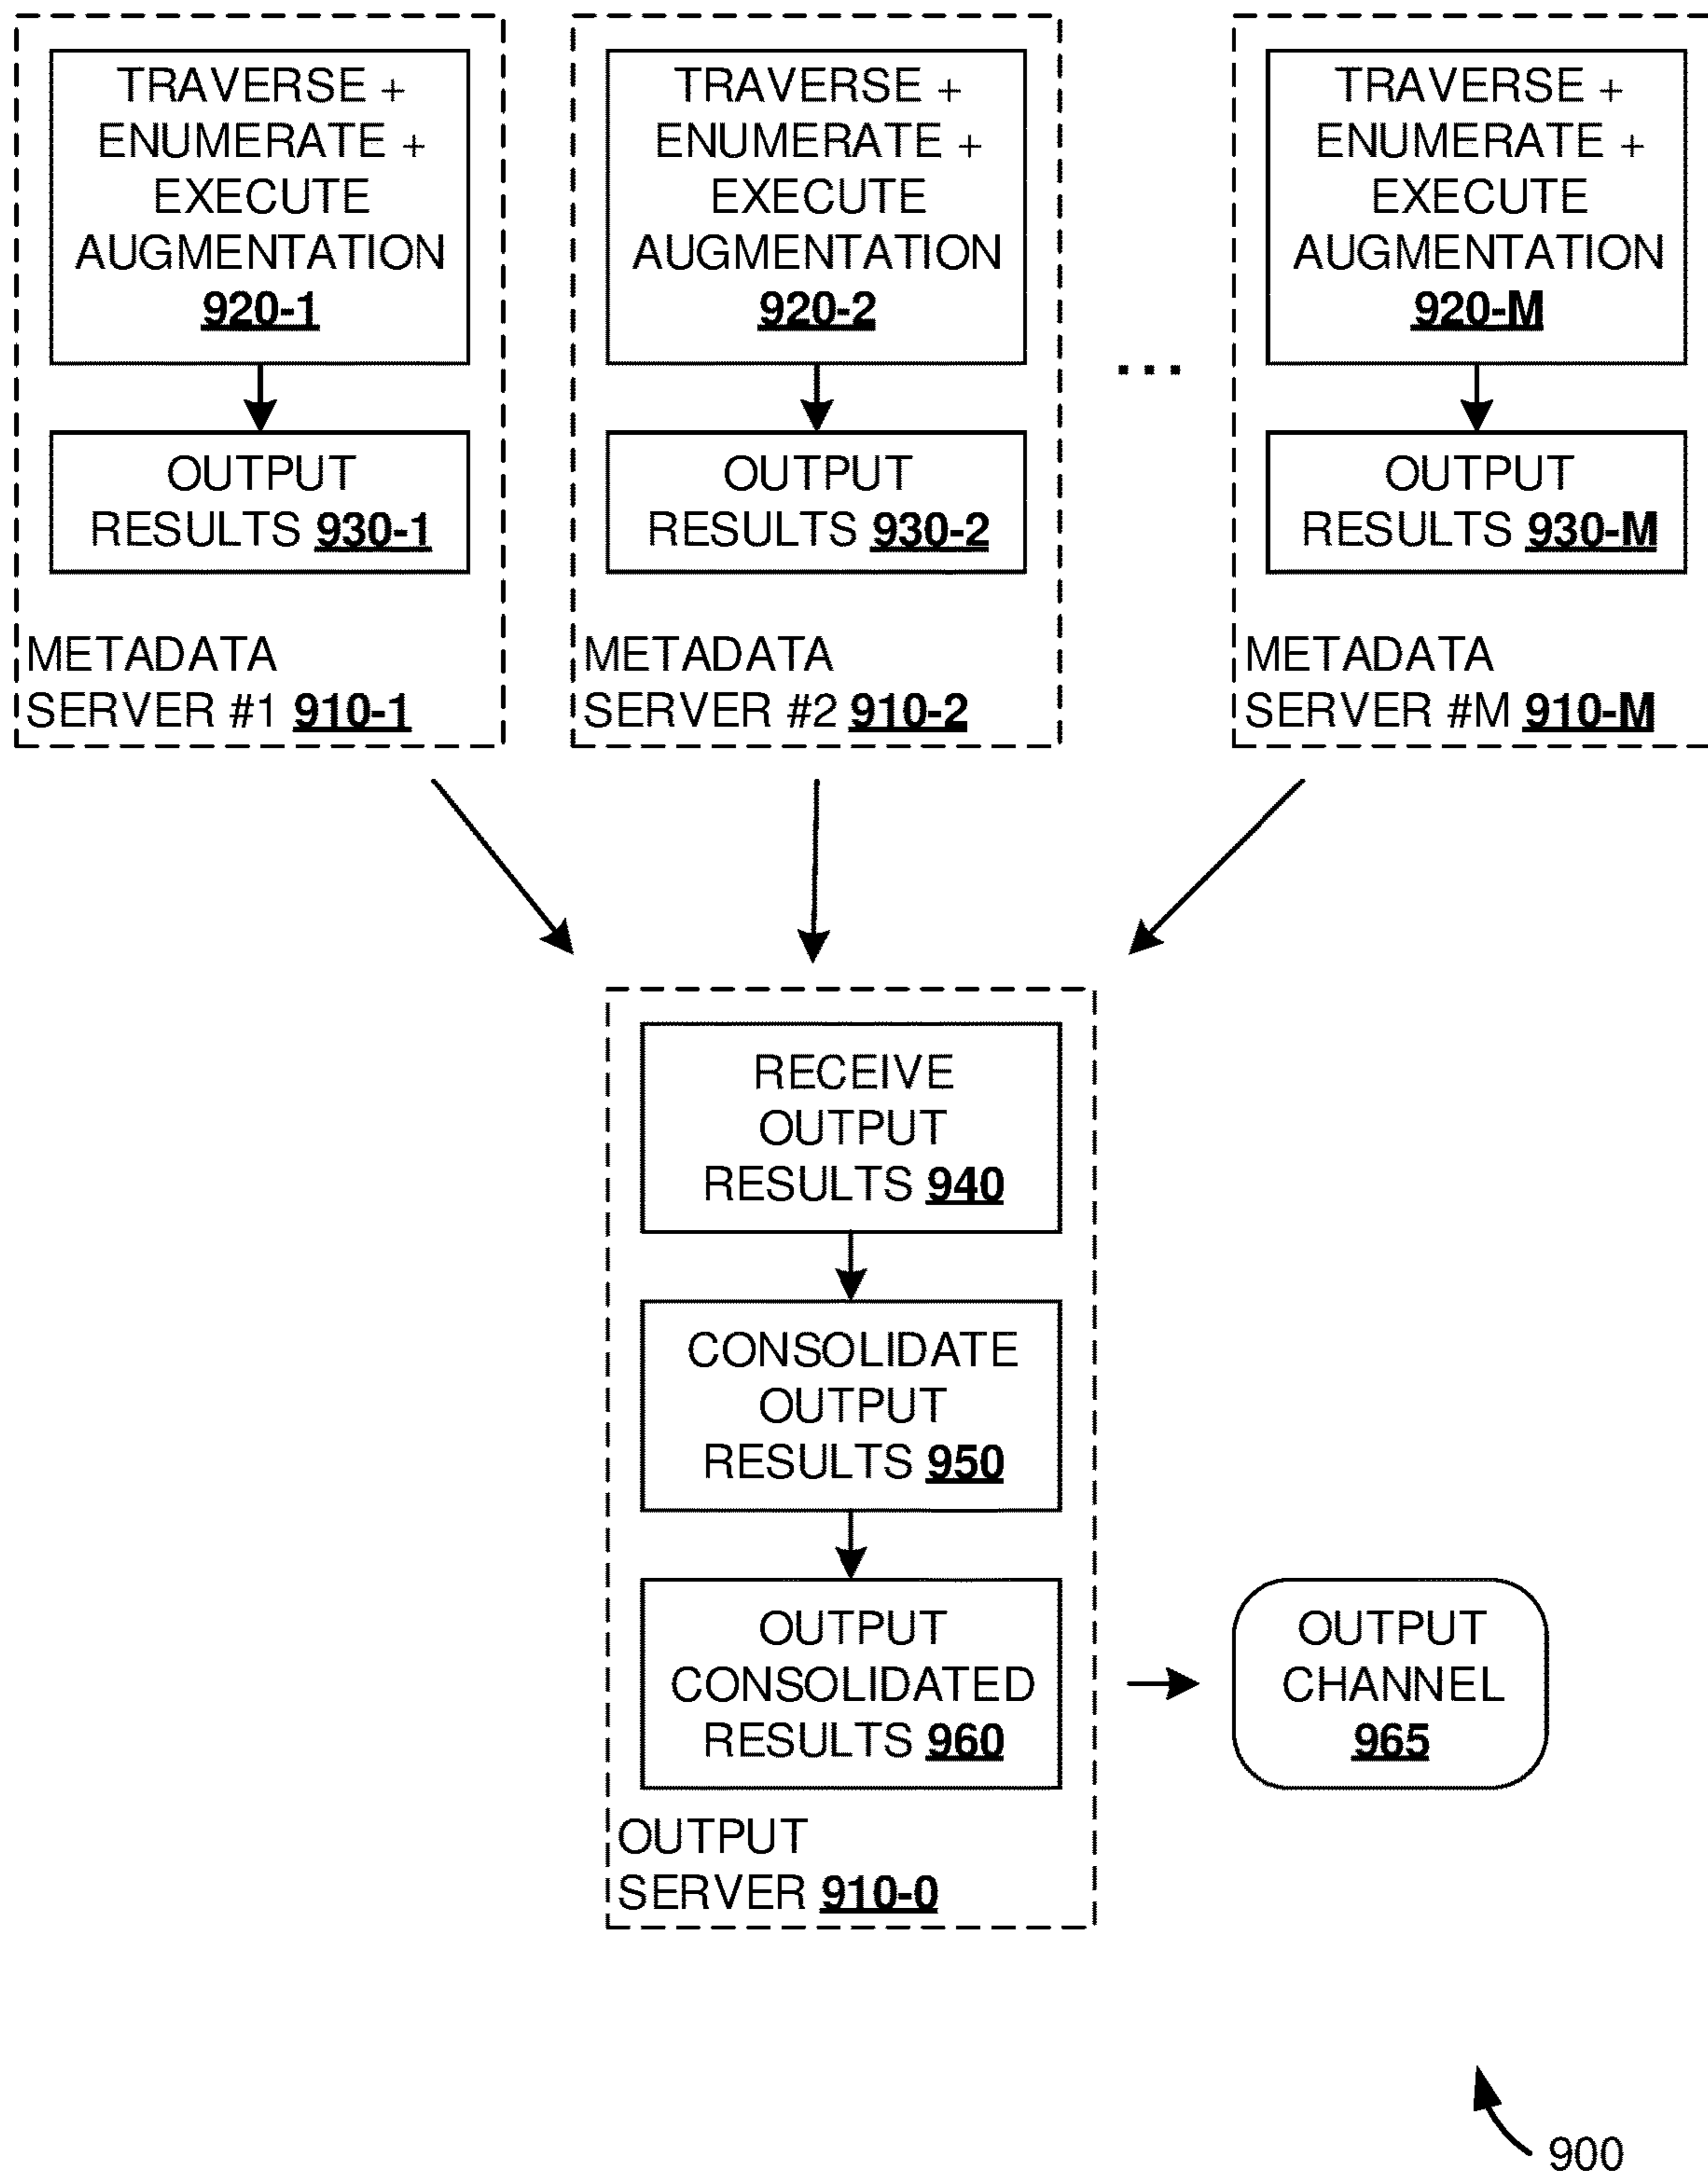 TRAVERSE +
ENUMERATE +
EXECUTE
AUGMENTATION
920-1
OUTPUT
RESULTS 930-1
METADATA
SERVER #1 910-1
TRAVERSE +
ENUMERATE +
EXECUTE
AUGMENTATION
920-2
OUTPUT
RESULTS 930-2
METADATA
SERVER #2 910-2
...
TRAVERSE +
ENUMERATE +
EXECUTE
AUGMENTATION
920-M
OUTPUT
RESULTS 930-M
METADATA
SERVER #M 910-M
RECEIVE
OUTPUT
RESULTS 940
CONSOLIDATE
OUTPUT
RESULTS 950
OUTPUT
CONSOLIDATED
RESULTS 960
OUTPUT
SERVER 910-0
OUTPUT
CHANNEL
965
900